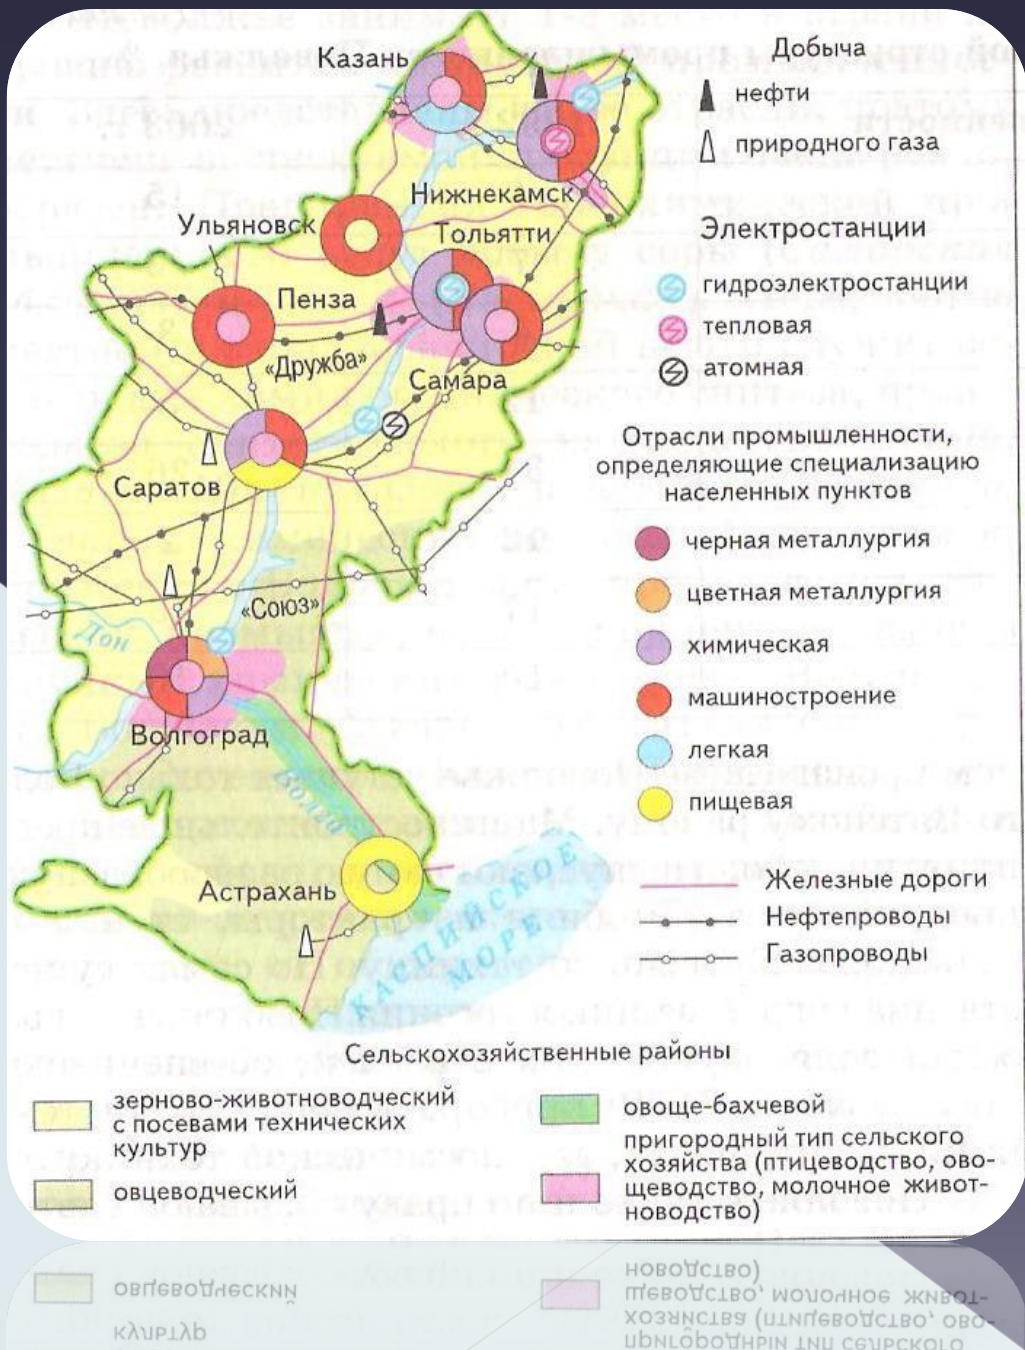 Казань
Нижнекамск
Ульяновск
Тольятти
Пенза
«Дружба»
Самара
Саратов
«Союз»
Дон
Волгоград
Волга
Астрахань
КАСПИЙСКОЕ
МОРЕ
Добыча
нефти
природного газа
Электростанции
гидроэлектростанции
тепловая
атомная
Отрасли промышленности,
определяющие специализацию
населенных пунктов
черная металлургия
цветная металлургия
химическая
машиностроение
легкая
пищевая
Железные дороги
Нефтепроводы
Газопроводы
Сельскохозяйственные районы
зерново-животноводческий
с посевами технических
культур
овцеводческий
овоще-бахчевой
пригородный тип сельского
хозяйства (птицеводство, ово-
щеводство, молочное живот-
новодство)